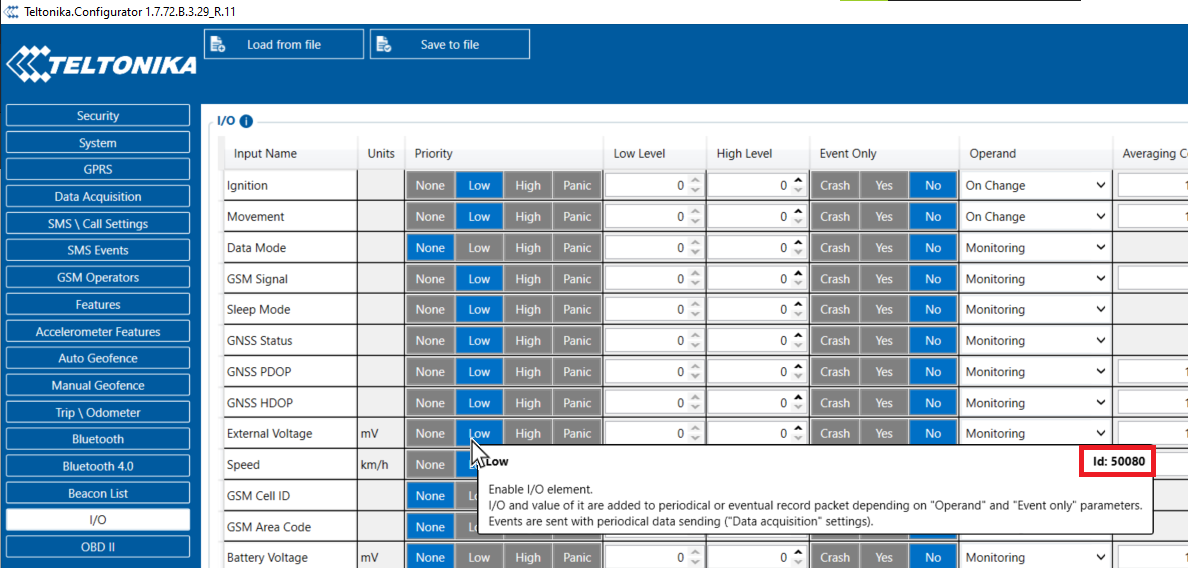 Teltonika.Configurator 1.7.72.B.3.29_R.11
TELTONIKA
Load from file
Save to file
Security
System
GPRS
Data Acquisition
SMS \ Call Settings
SMS Events
GSM Operators
Features
Accelerometer Features
Auto Geofence
Manual Geofence
Trip \ Odometer
Bluetooth
Bluetooth 4.0
Beacon List
I/O
OBD II
I/O i
Input Name Units Priority Low Level High Level Event Only Operand Averaging C
Ignition None Low High Panic 0 0 Crash Yes No On Change 1
Movement None Low High Panic 0 0 Crash Yes No On Change 1
Data Mode None Low High Panic 0 0 Crash Yes No Monitoring
GSM Signal None Low High Panic 0 0 Crash Yes No Monitoring 1
Sleep Mode None Low High Panic 0 0 Crash Yes No Monitoring
GNSS Status None Low High Panic 0 0 Crash Yes No Monitoring
GNSS PDOP None Low High Panic 0 0 Crash Yes No Monitoring 1
GNSS HDOP None Low High Panic 0 0 Crash Yes No Monitoring 1
External Voltage mV None Low High Panic 0 0 Crash Yes No Monitoring 1
Speed km/h None
GSM Cell ID None
GSM Area Code None
Battery Voltage mV None Low High Panic 0 0 Crash Yes No Monitoring 1
Low Id: 50080
Enable I/O element.
I/O and value of it are added to periodical or eventual record packet depending on "Operand" and "Event only" parameters.
Events are sent with periodical data sending ("Data acquisition" settings).